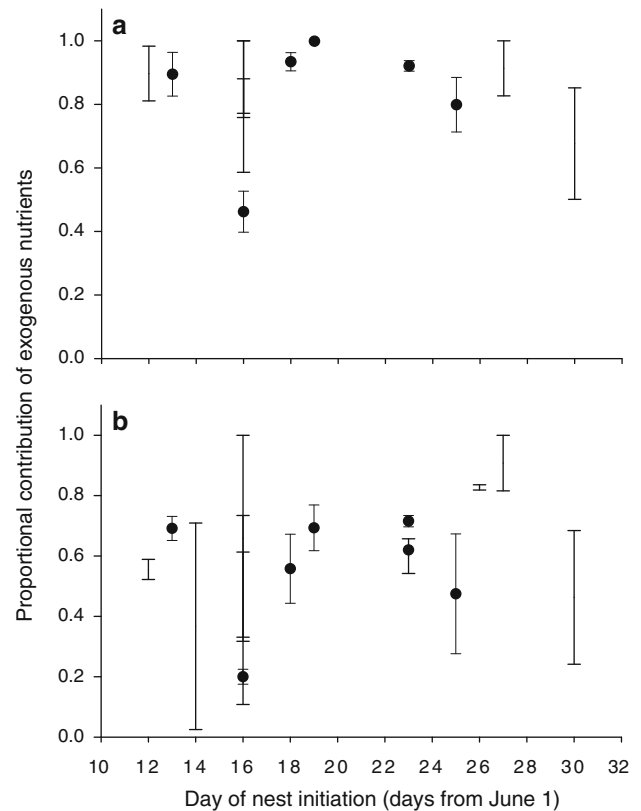 a
1.0
0.8
0.6
0.4
0.2
0.0
Proportional contribution of exogenous nutrients
b
1.0
0.8
0.6
0.4
0.2
0.0
10 12 14 16 18 20 22 24 26 28 30 32
Day of nest initiation (days from June 1)